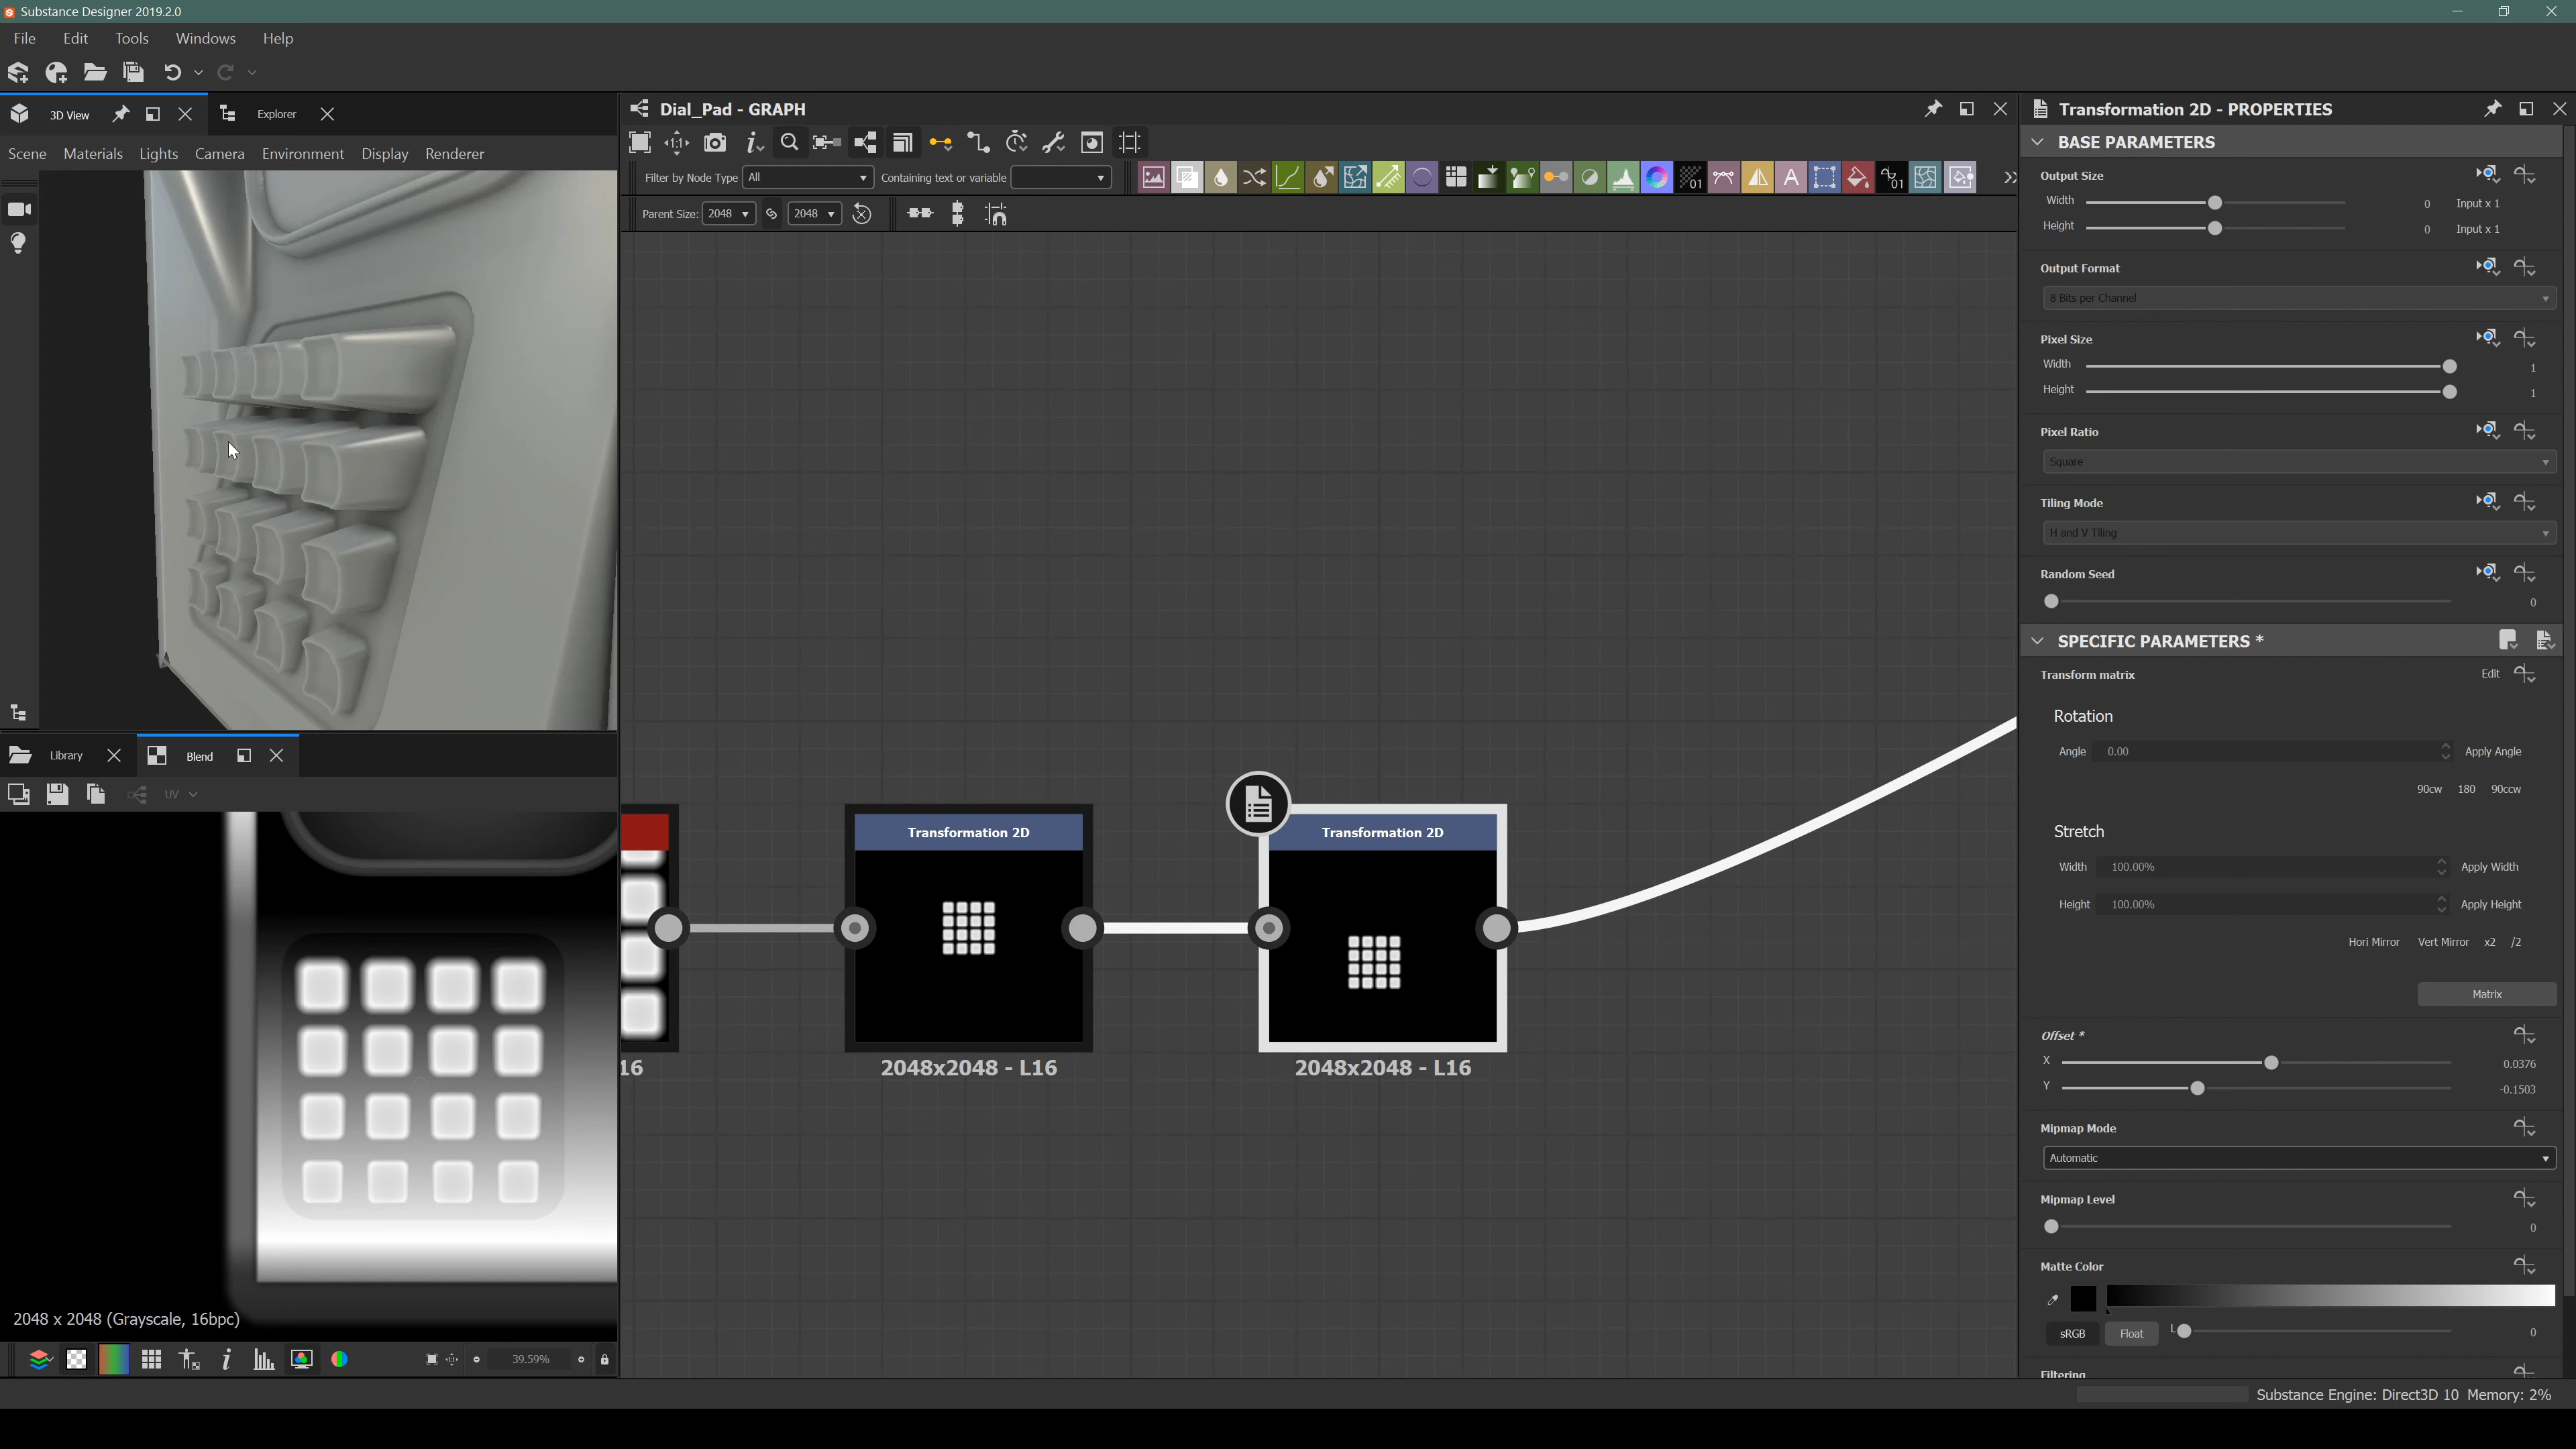 Substance Designer 2019.2.0
File Edit Tools Windows Help
3D View Explorer
Scene Materials Lights Camera Environment Display Renderer
Library Blend
UV
2048 x 2048 (Grayscale, 16bpc)
39.59%
Dial_Pad - GRAPH
Filter by Node Type All Containing text or variable
Parent Size: 2048 2048
16
Transformation 2D
2048x2048 - L16
Transformation 2D
2048x2048 - L16
Transformation 2D - PROPERTIES
BASE PARAMETERS
Output Size
Width 0 Input x 1
Height 0 Input x 1
Output Format
8 Bits per Channel
Pixel Size
Width 1
Height 1
Pixel Ratio
Square
Tiling Mode
H and V Tiling
Random Seed
0
SPECIFIC PARAMETERS *
Transform matrix Edit
Rotation
Angle 0.00 Apply Angle
90cw 180 90ccw
Stretch
Width 100.00% Apply Width
Height 100.00% Apply Height
Hori Mirror Vert Mirror x2 /2
Matrix
Offset *
X 0.0376
Y -0.1503
Mipmap Mode
Automatic
Mipmap Level
0
Matte Color
sRGB Float L 0
Filtering
Substance Engine: Direct3D 10 Memory: 2%